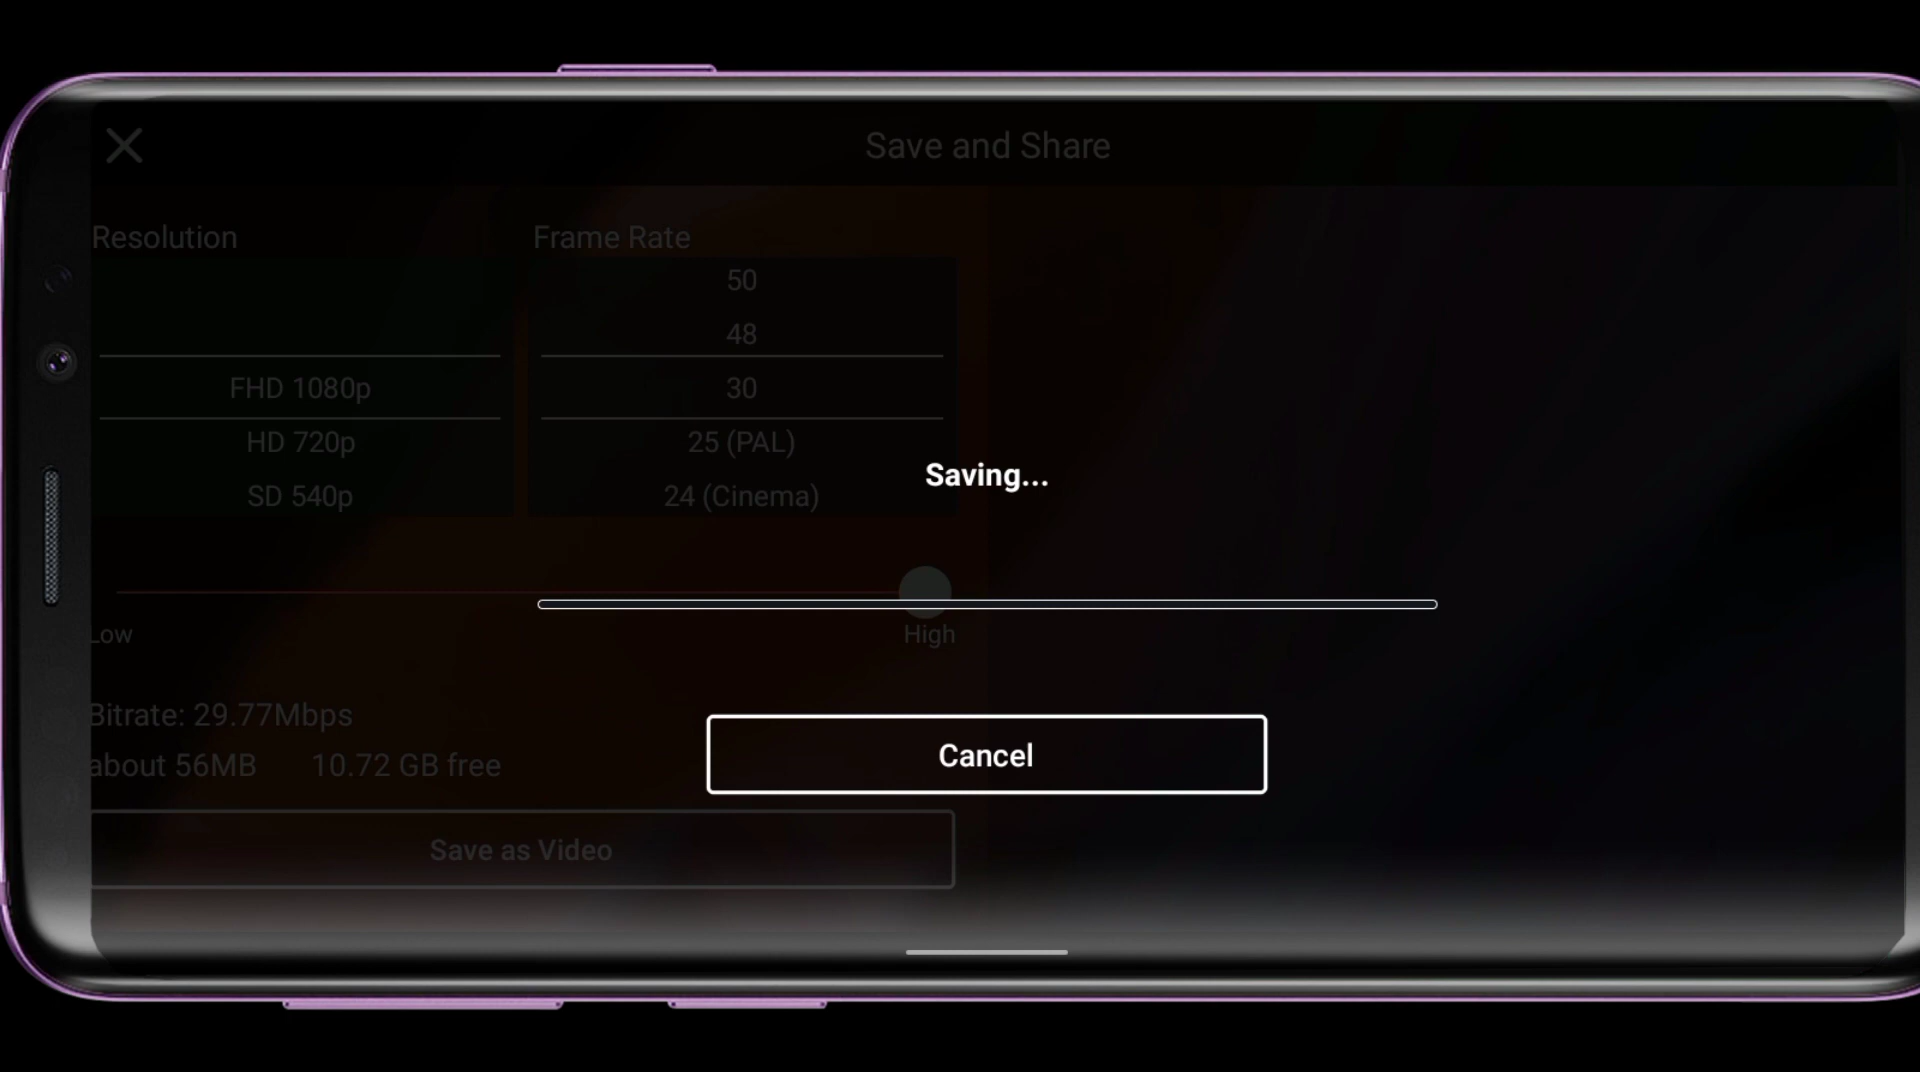 Save and Share
Resolution
Frame Rate
50
48
FHD 1080p
30
HD 720p
25 (PAL)
Saving...
SD 540p
24 (Cinema)
Low
High
Bitrate: 29.77Mbps
Cancel
about 56MB
10.72 GB free
Save as Video